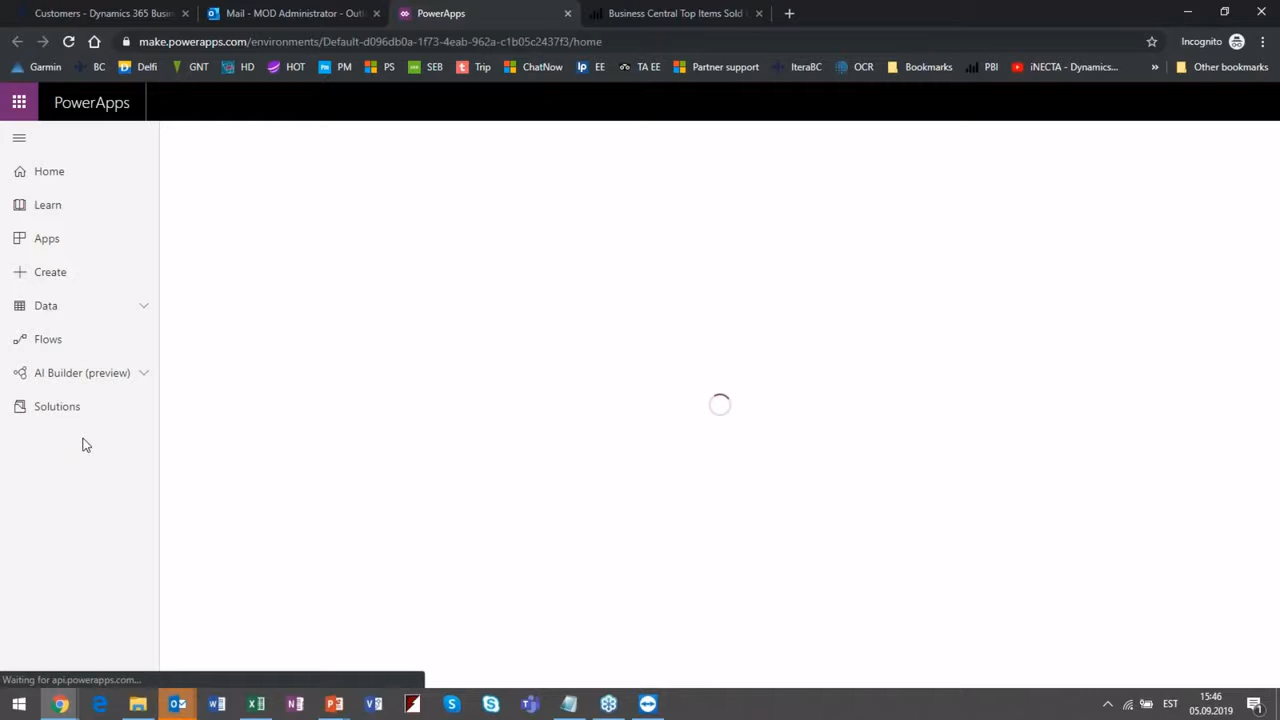 Customers - Dynamics 365 Busin
Mail - MOD Administrator - Outl
PowerApps
Business Central Top Items Sold
make.powerapps.com/environments/Default-d096db0a-1f73-4eab-962a-c1b05c2437f3/home
Incognito
Garmin
BC
Delfi
GNT
HD
HOT
PM
PS
SEB
Trip
ChatNow
EE
TA EE
Partner support
IteraBC
OCR
Bookmarks
PBI
iNECTA - Dynamics...
»
Other bookmarks
PowerApps
Home
Learn
Apps
Create
Data
Flows
AI Builder (preview)
Solutions
Waiting for api.powerapps.com...
EST
15:46
05.09.2019